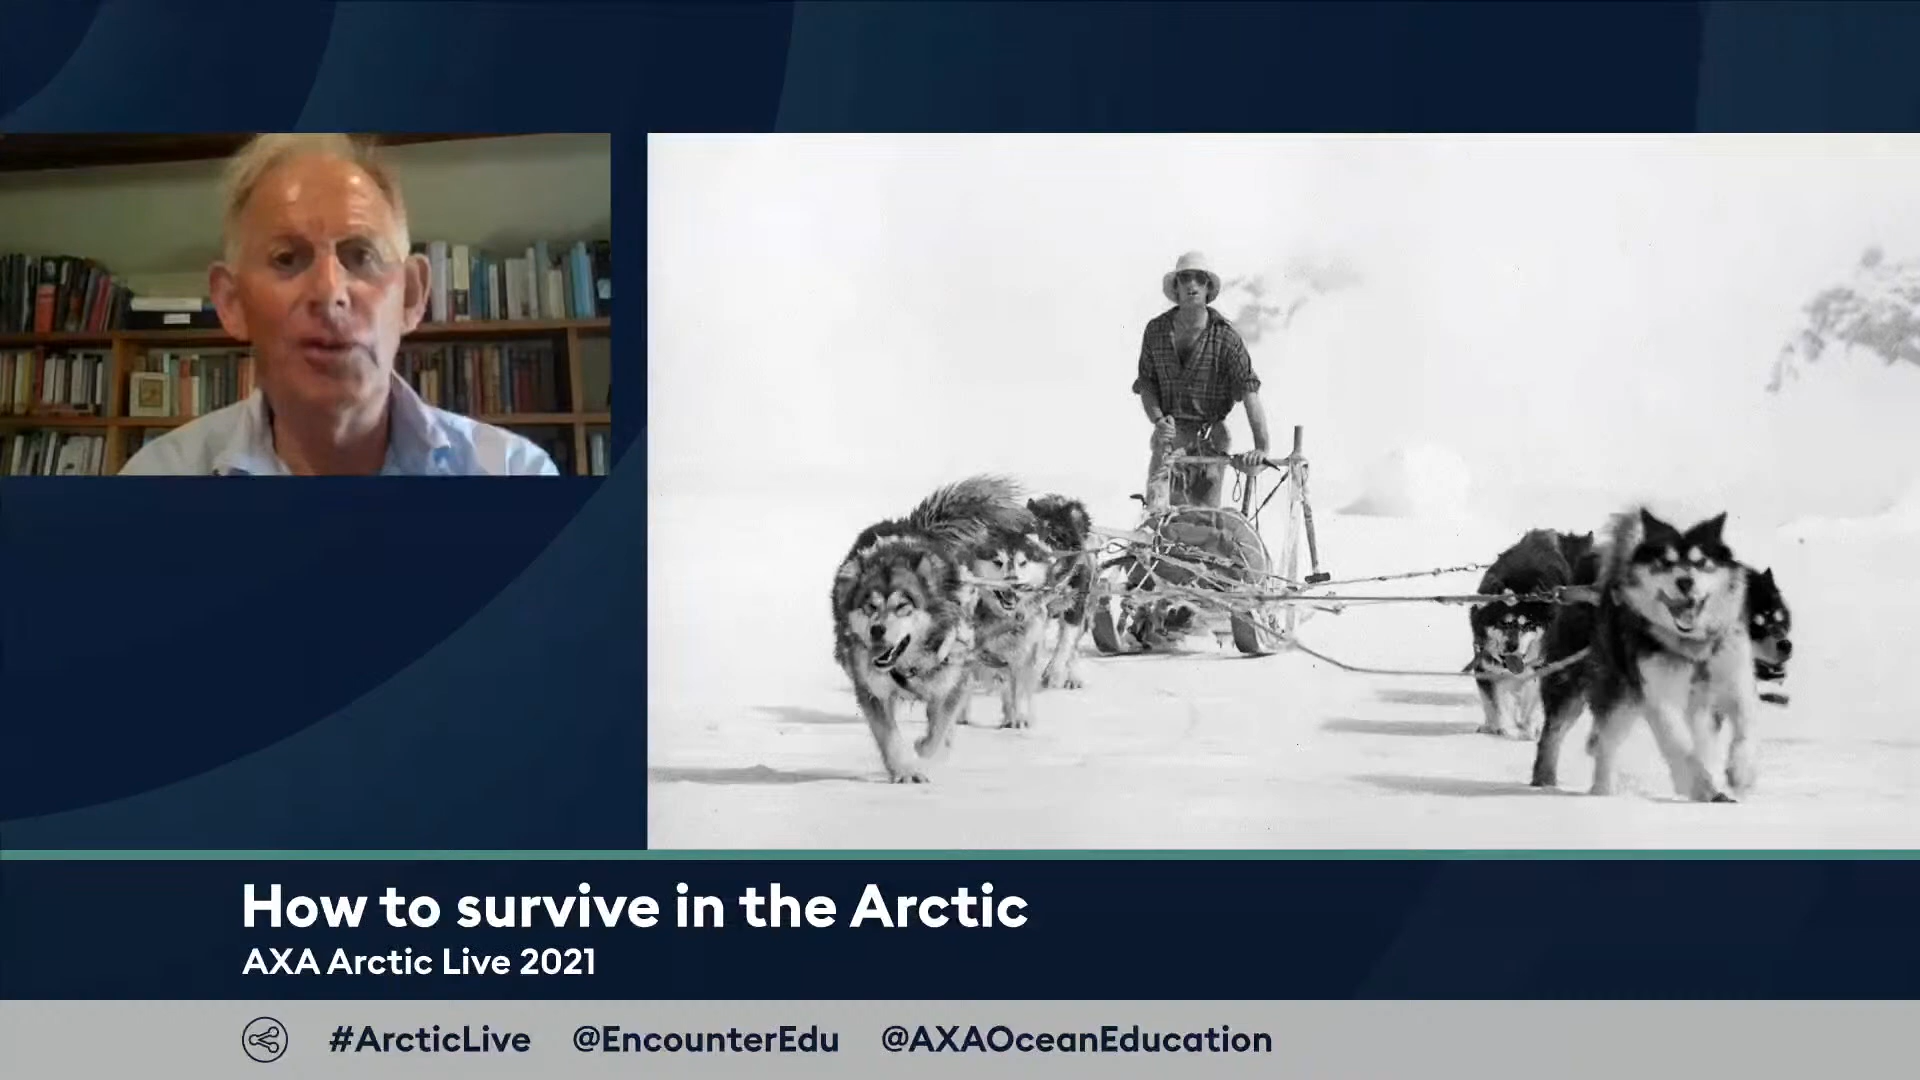 How to survive in the Arctic
AXA Arctic Live 2021
#ArcticLive @EncounterEdu @AXAOceanEducation